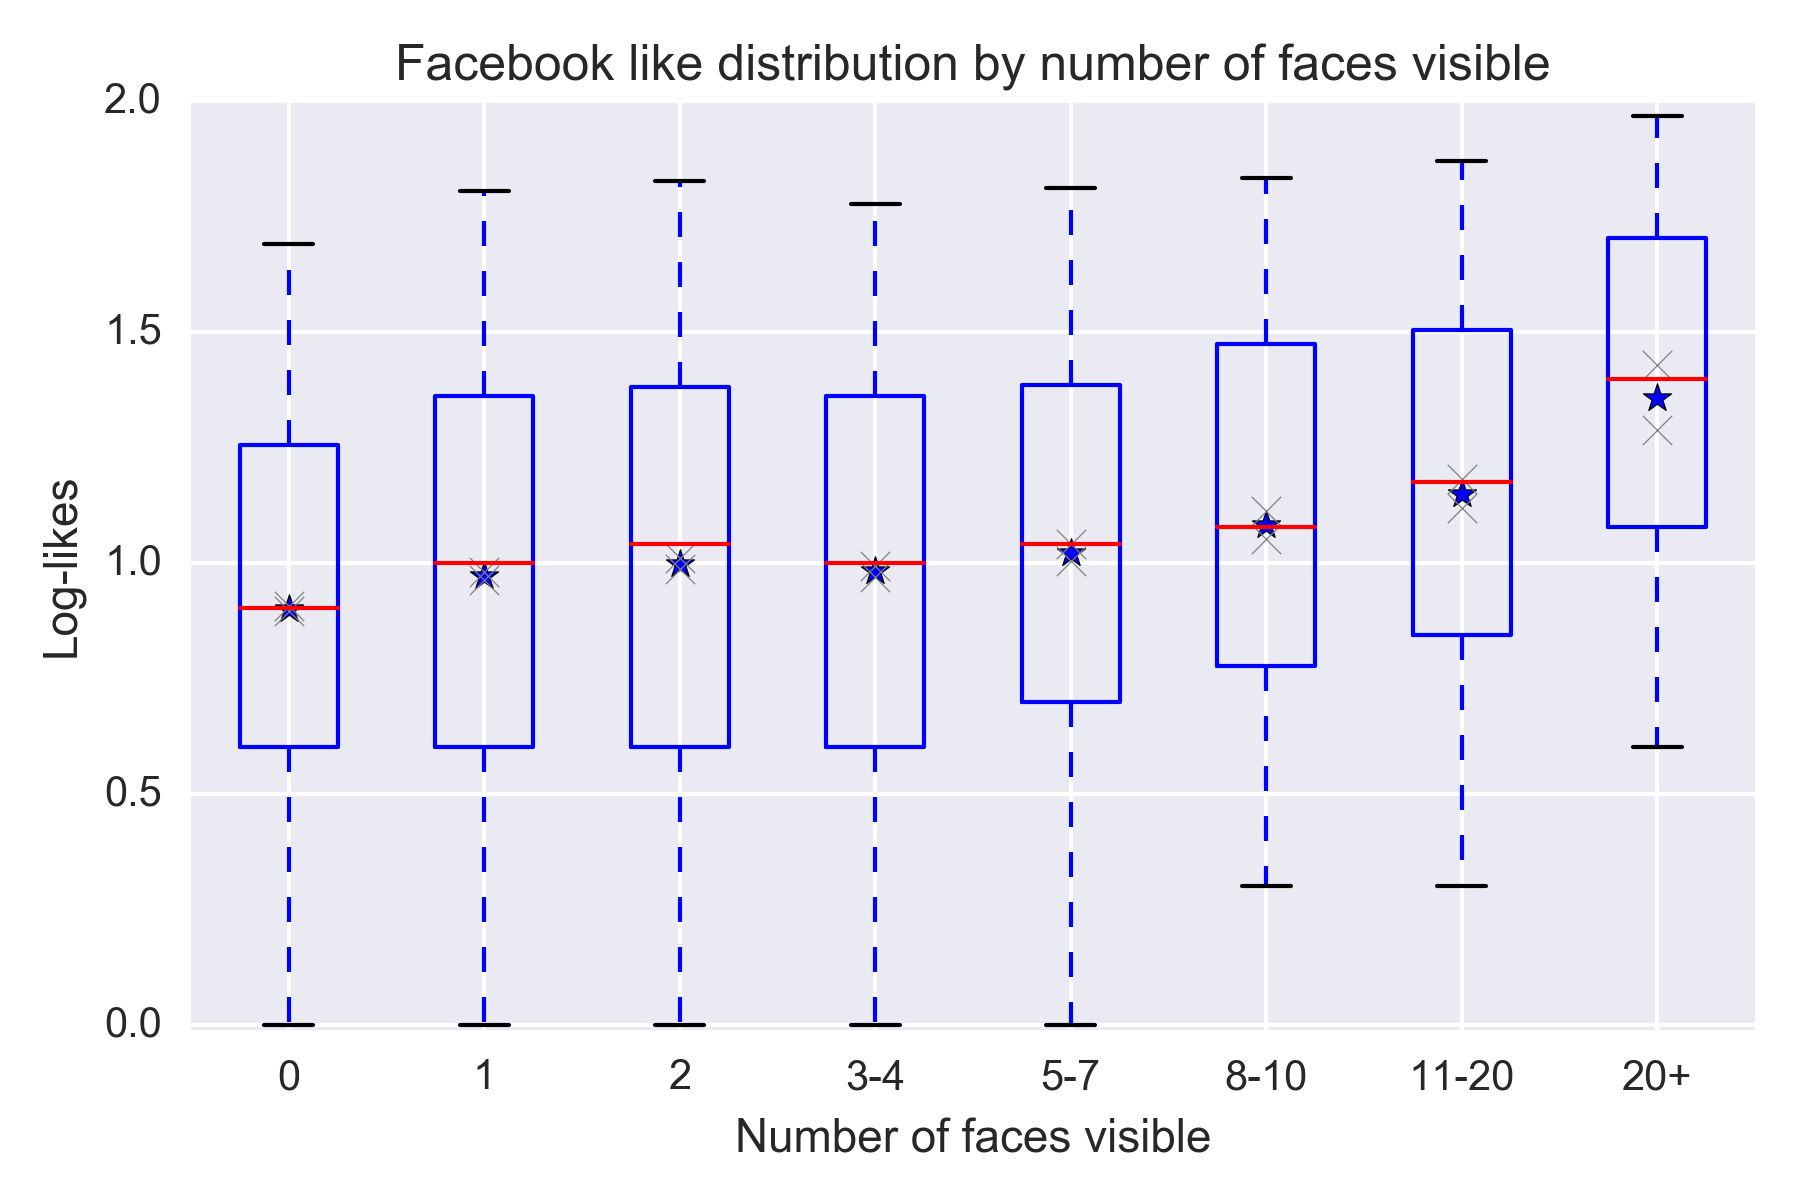 Facebook like distribution by number of faces visible
2.0
1.5
1.0
0.5
0.0
Log-likes
0 1 2 3-4 5-7 8-10 11-20 20+
Number of faces visible